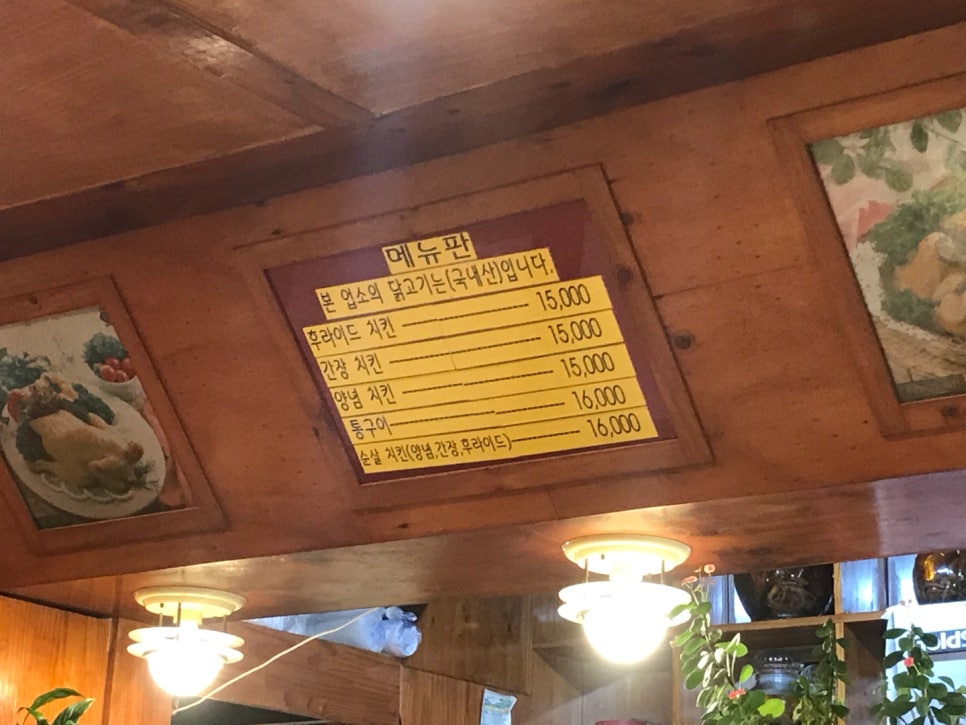 메뉴판
본 업소의 닭고기는(국내산)입니다.
후라이드 치킨 ———— 15,000
간장 치킨 ———— 15,000
양념 치킨 ———— 15,000
통구이 ———— 16,000
순살 치킨(양념,간장,후라이드) ———— 16,000